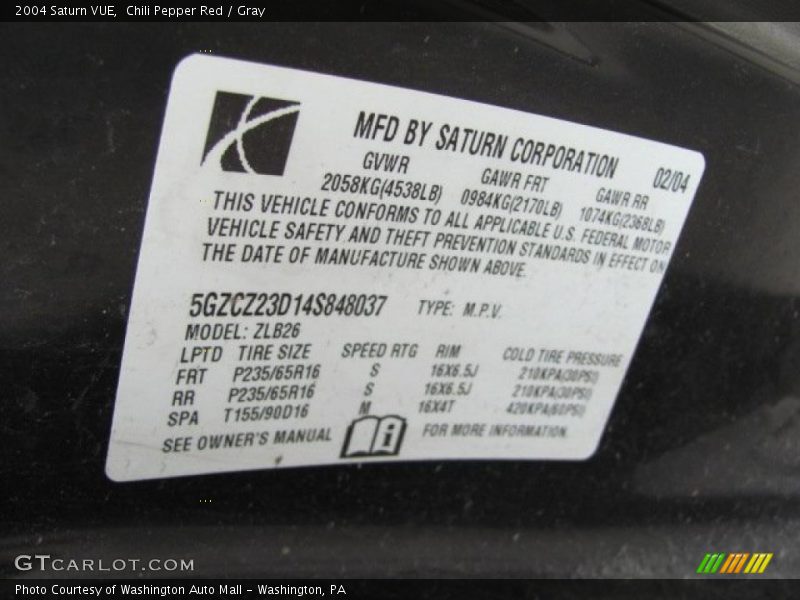 2004 Saturn VUE,  Chili Pepper Red / Gray
MFD BY SATURN CORPORATION 02/04
GVWR GAWR FRT GAWR RR
2058KG(4538LB) 0984KG(2170LB) 1074KG(2368LB)
THIS VEHICLE CONFORMS TO ALL APPLICABLE U.S. FEDERAL MOTOR
VEHICLE SAFETY AND THEFT PREVENTION STANDARDS IN EFFECT ON
THE DATE OF MANUFACTURE SHOWN ABOVE.
5GZCZ23D14S848037 TYPE: M.P.V.
MODEL: ZLB26
LPTD TIRE SIZE SPEED RTG RIM COLD TIRE PRESSURE
FRT P235/65R16 S 16X6.5J 210KPA(30PSI)
RR P235/65R16 S 16X6.5J 210KPA(30PSI)
SPA T155/90D16 M 16X4T 420KPA(60PSI)
SEE OWNER'S MANUAL i FOR MORE INFORMATION.
GTCARLOT.COM
Photo Courtesy of Washington Auto Mall – Washington, PA